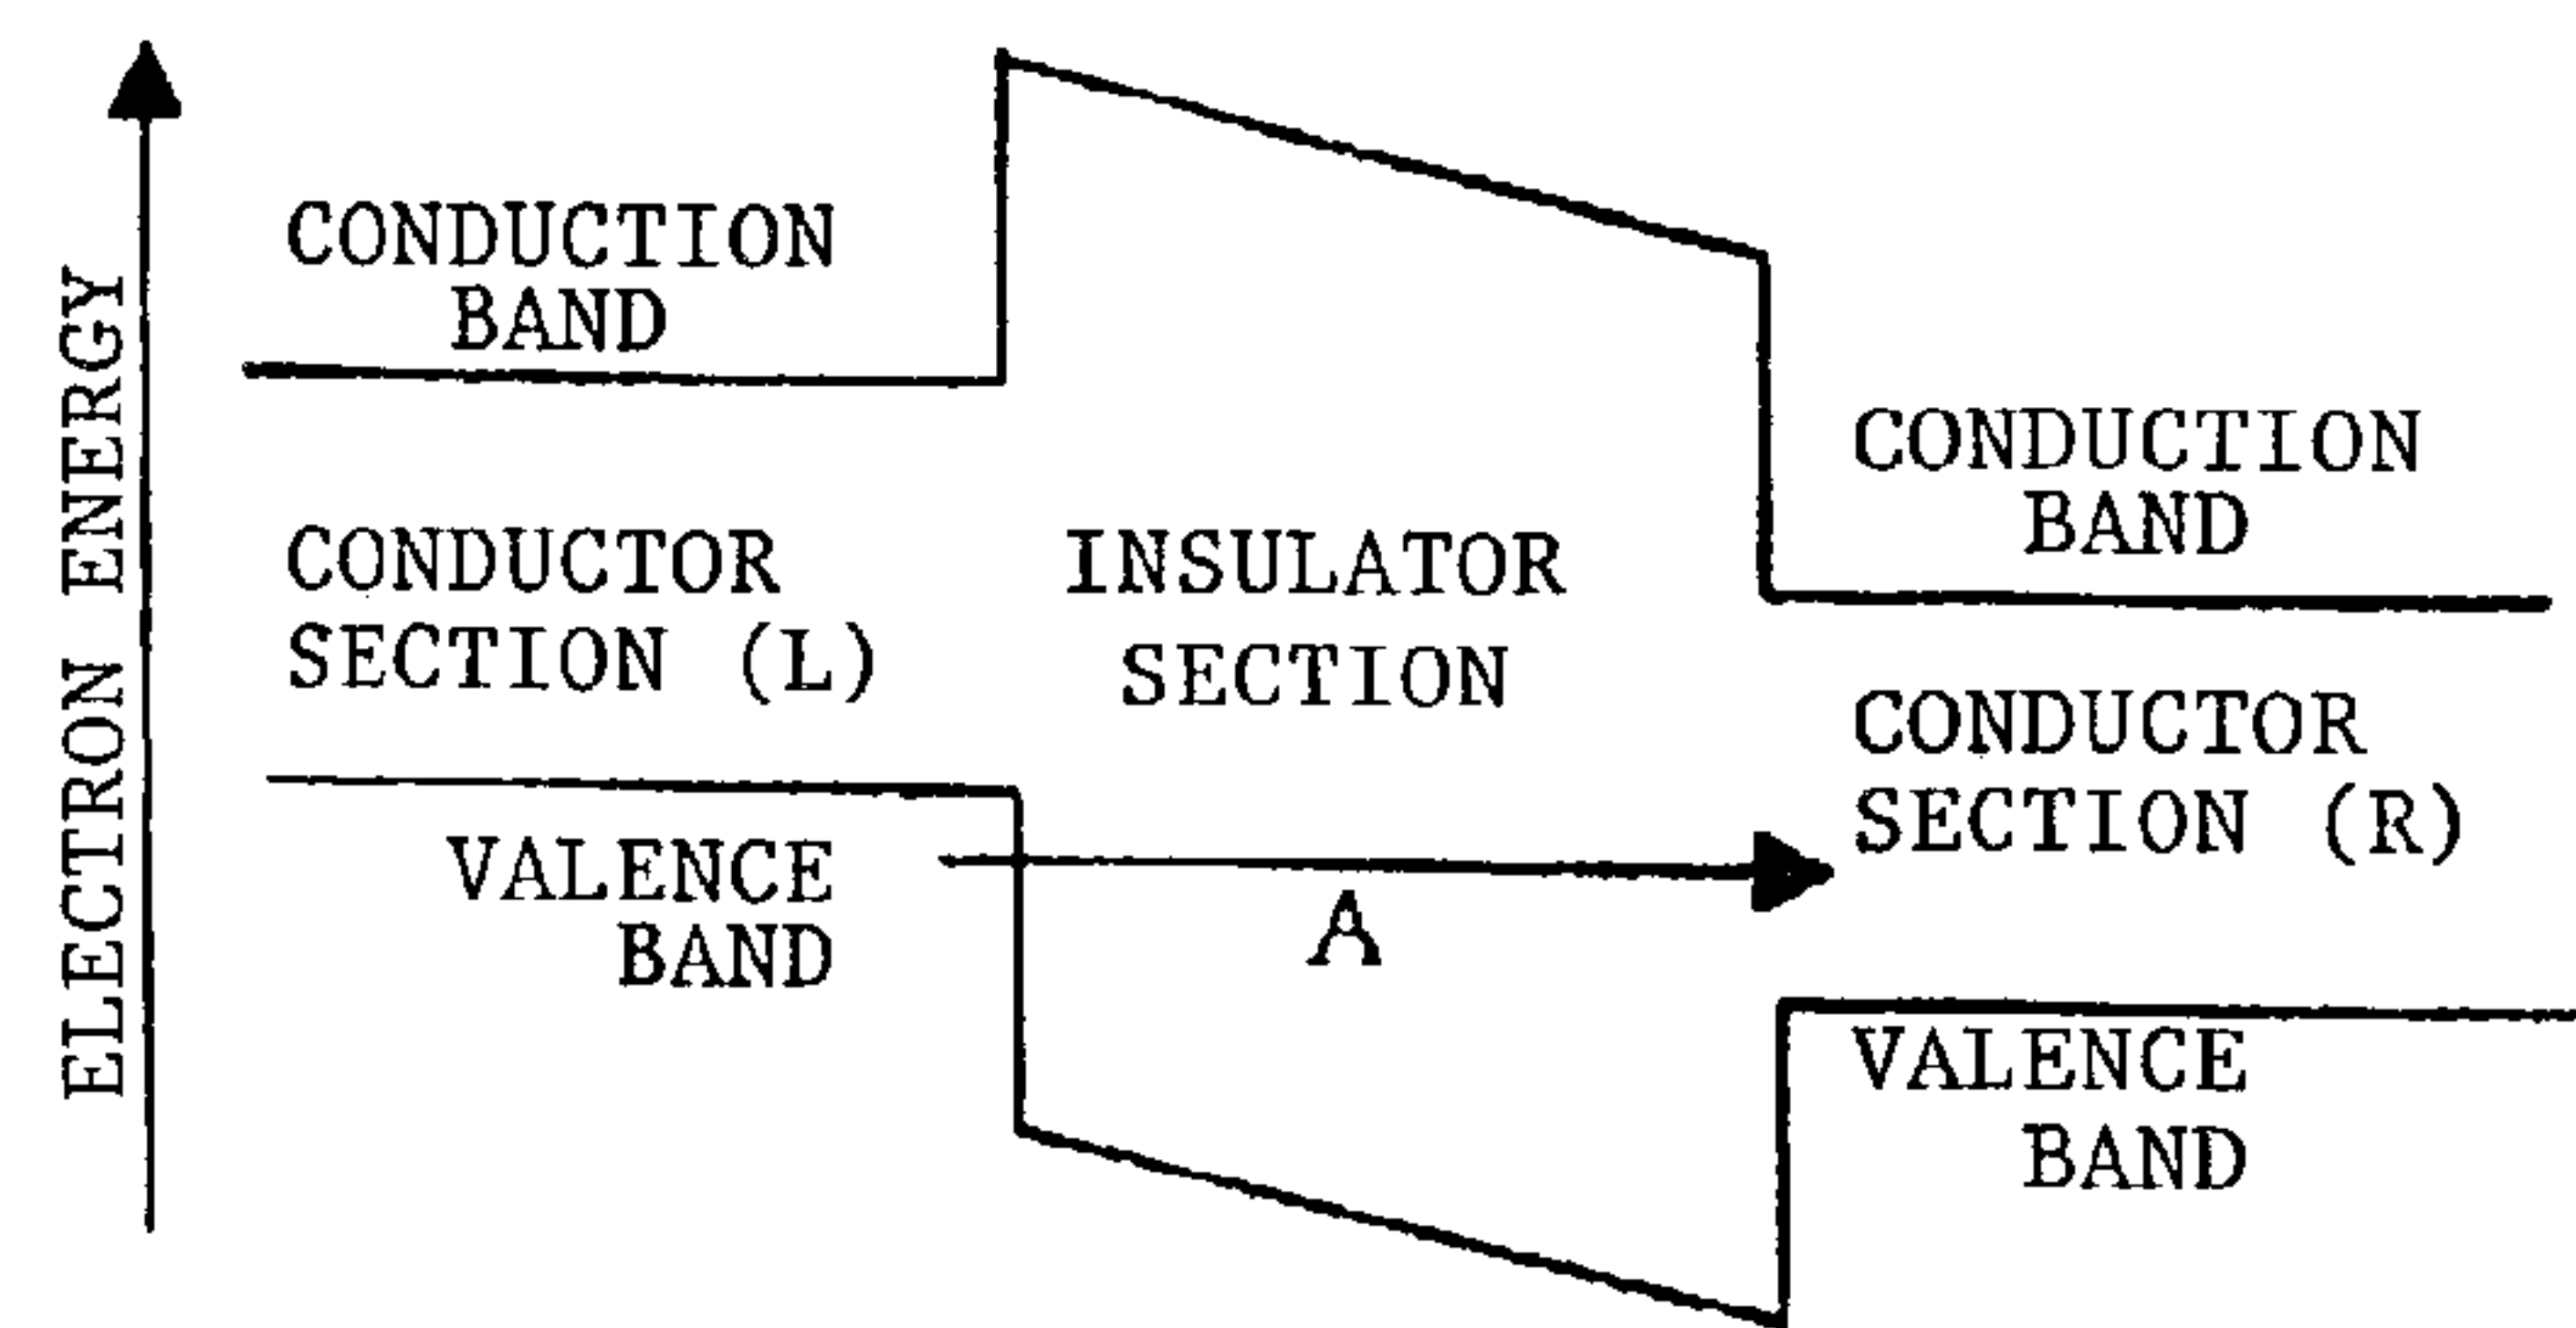 ELECTRON ENERGY
CONDUCTION
BAND
CONDUCTOR
SECTION (L)
VALENCE
BAND
INSULATOR
SECTION
A
CONDUCTION
BAND
CONDUCTOR
SECTION (R)
VALENCE
BAND